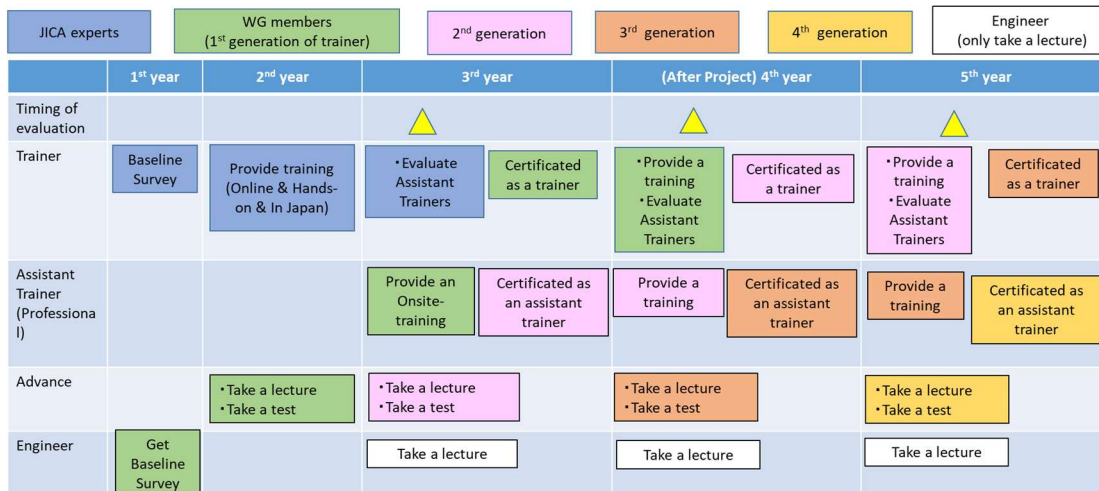 JICA experts
WG members
(1st generation of trainer)
2nd generation
3rd generation
4th generation
Engineer
(only take a lecture)
1st year
2nd year
3rd year
(After Project) 4th year
5th year
Timing of
evaluation
Trainer
Baseline
Survey
Provide training
(Online & Hands-
on & In Japan)
・Evaluate
Assistant
Trainers
Certificated
as a trainer
・Provide a
training
・Evaluate
Assistant
Trainers
Certificated as
a trainer
・Provide a
training
・Evaluate
Assistant
Trainers
Certificated
as a trainer
Assistant
Trainer
(Professiona
l)
Provide an
Onsite-
training
Certificated as
an assistant
trainer
Provide a
training
Certificated as
an assistant
trainer
Provide a
training
Certificated as
an assistant
trainer
Advance
・Take a lecture
・Take a test
・Take a lecture
・Take a test
・Take a lecture
・Take a test
・Take a lecture
・Take a test
Engineer
Get
Baseline
Survey
Take a lecture
Take a lecture
Take a lecture